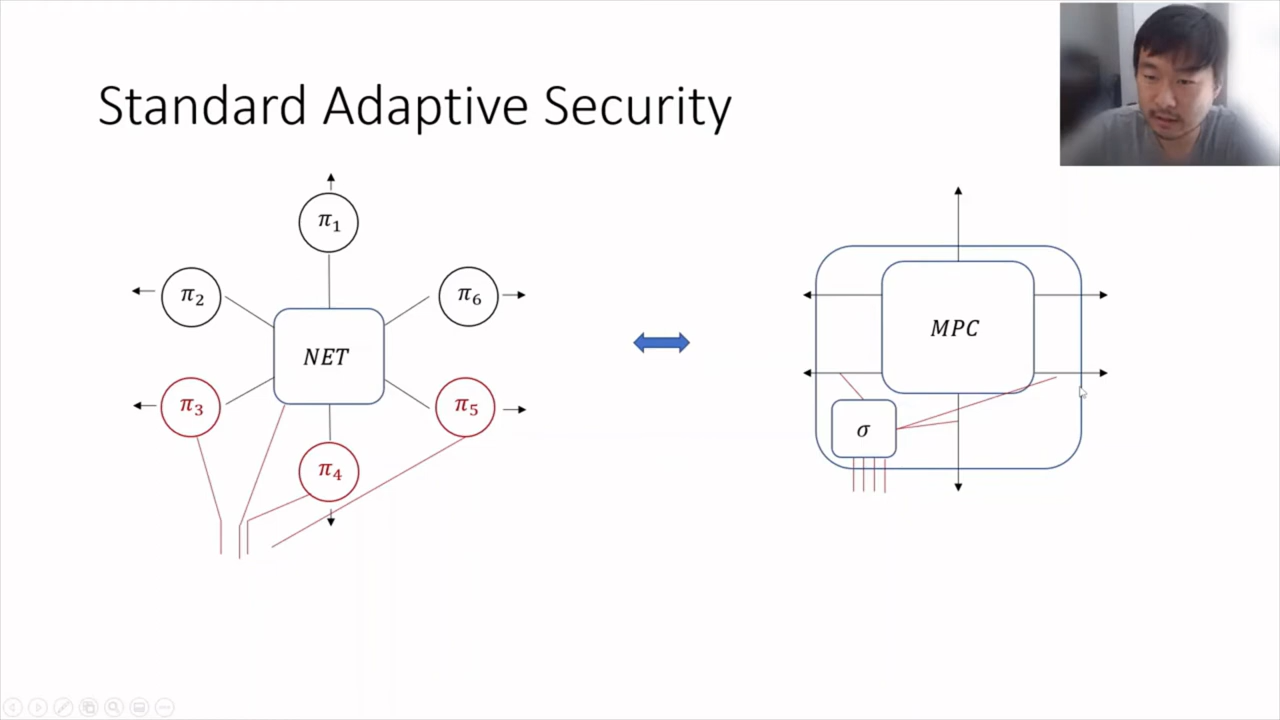 Standard Adaptive Security
π₁
π₂
π₆
NET
MPC
π₃
π₅
σ
π₄